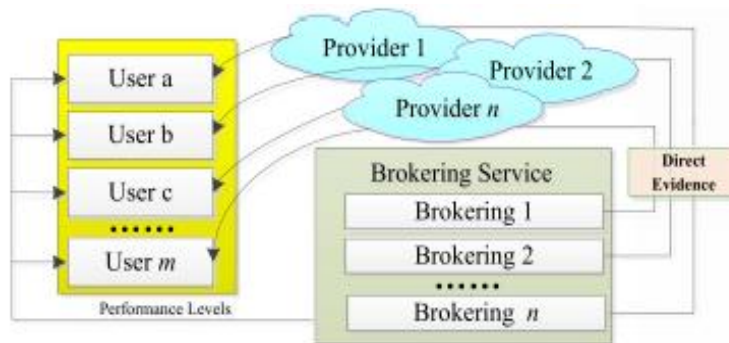 Provider 1
Provider 2
Provider n
User a
User b
User c
••••••
User m
Performance Levels
Brokering Service
Brokering 1
Brokering 2
••••••
Brokering n
Direct
Evidence